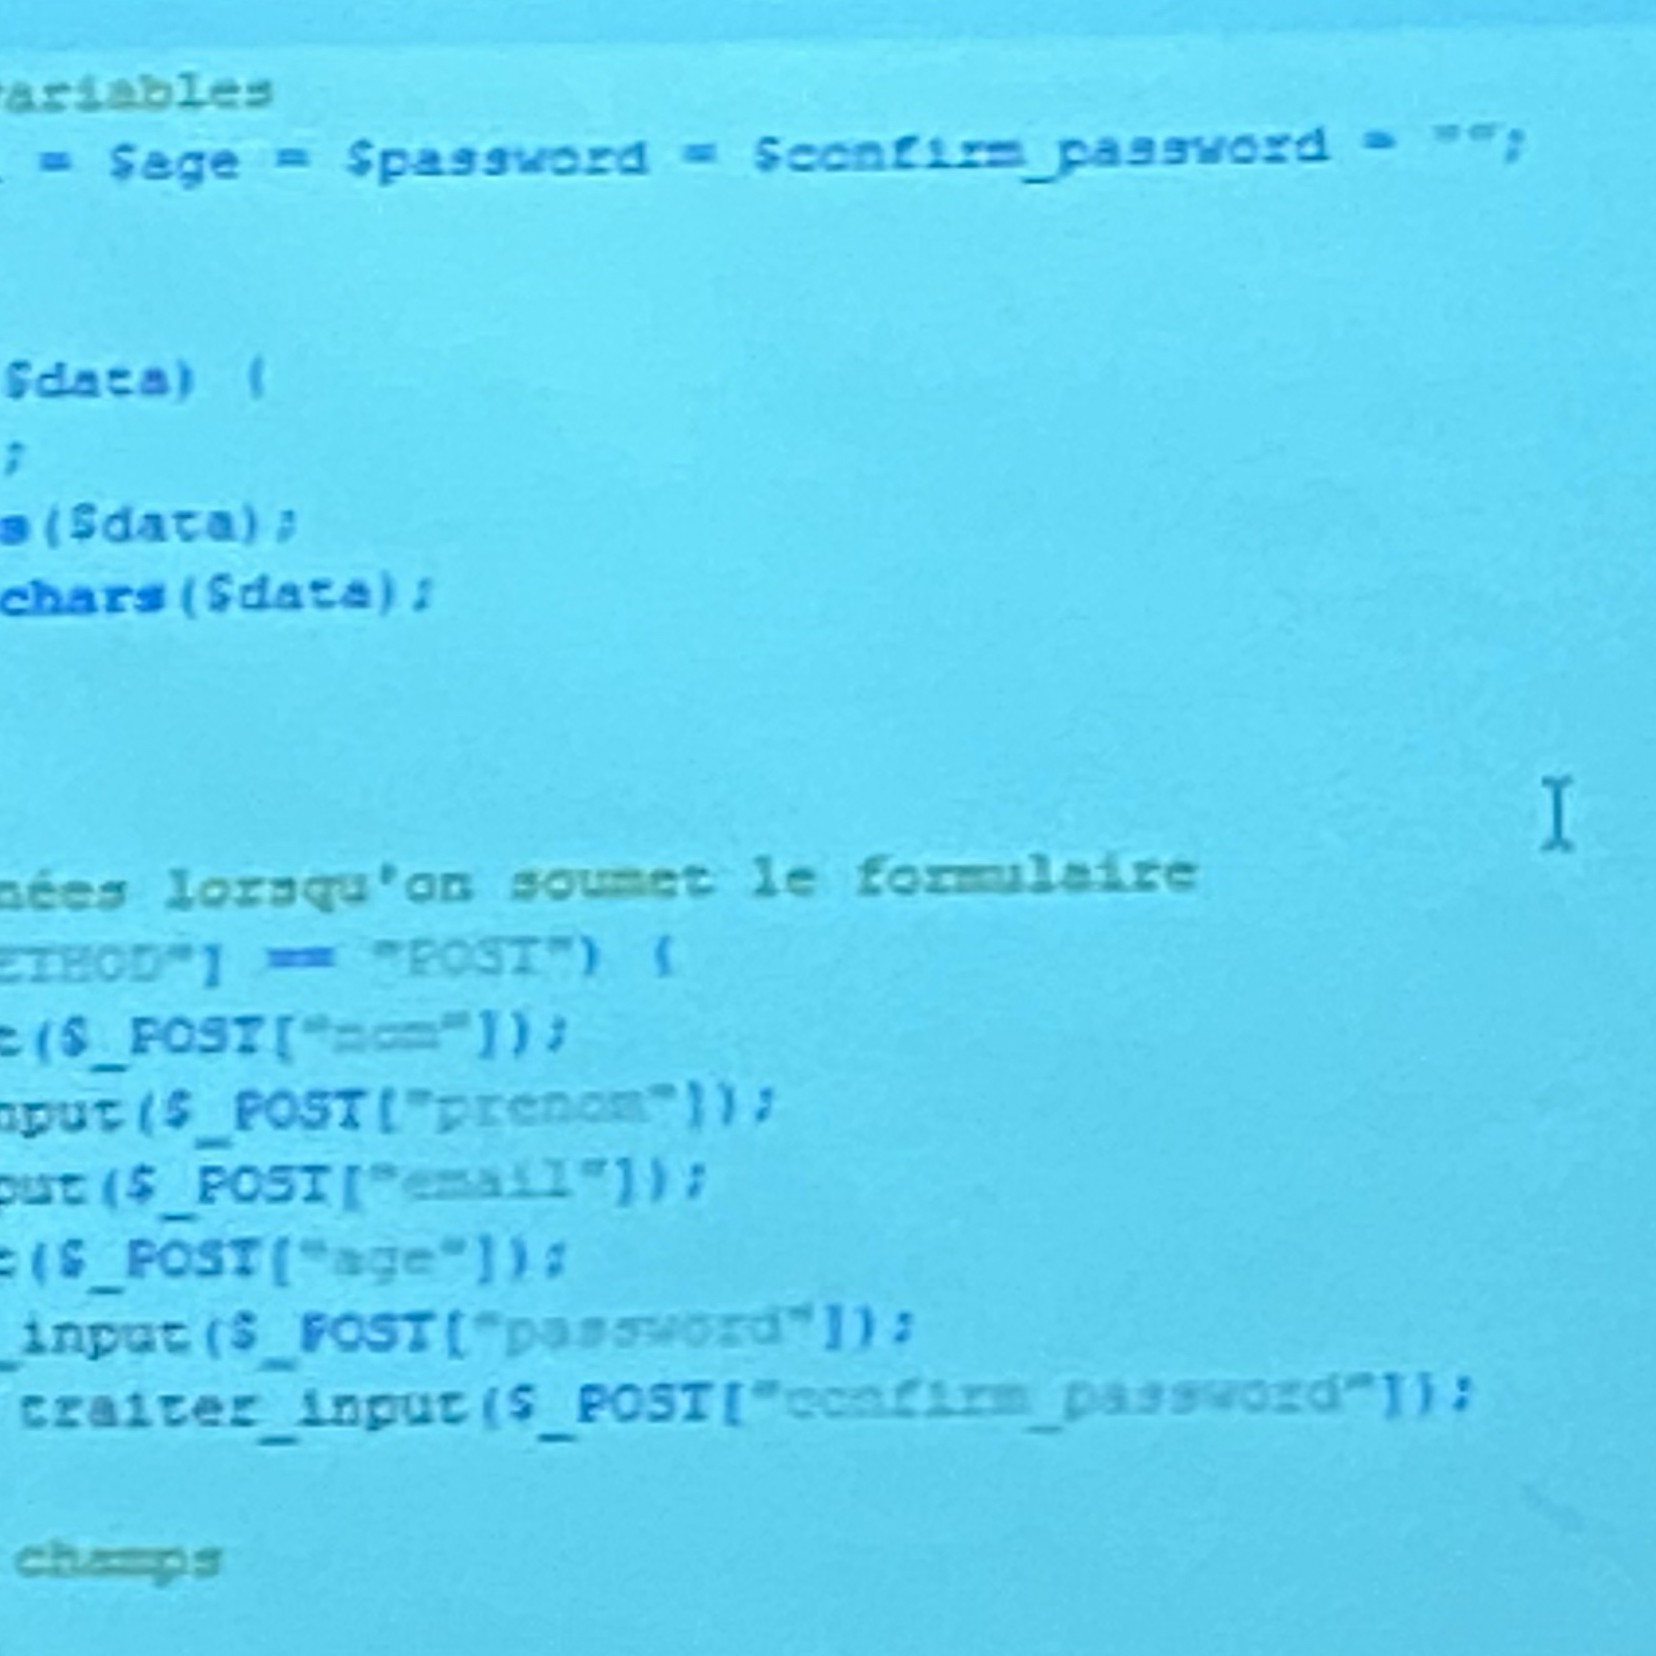 variables
= $age = $password = $confirm_password = "";
$data) {
;
s($data);
chars($data);
nées lorsqu'on soumet le formulaire
ETHOD"] == "POST") {
t($_POST["nom"]);
nput($_POST["prenom"]);
put($_POST["email"]);
t($_POST["age"]);
_input($_POST["password"]);
traiter_input($_POST["confirm_password"]);
champs